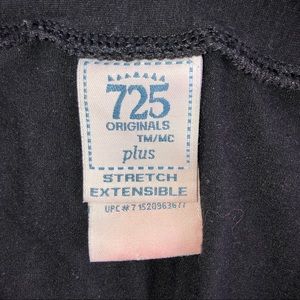 725
ORIGINALS
TM/MC
plus
STRETCH
EXTENSIBLE